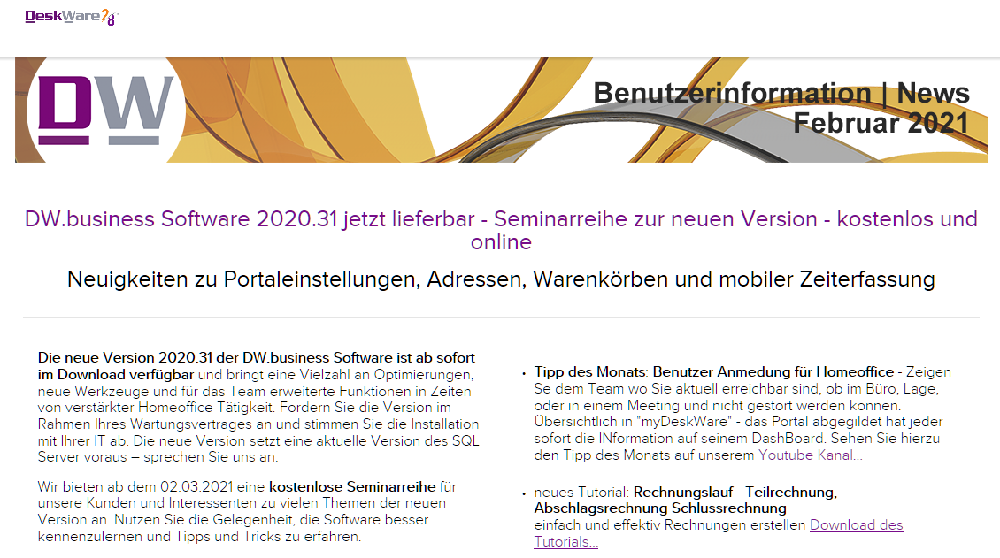 DeskWare28
DW
Benutzerinformation | News
Februar 2021
DW.business Software 2020.31 jetzt lieferbar - Seminarreihe zur neuen Version - kostenlos und
online
Neuigkeiten zu Portaleinstellungen, Adressen, Warenkörben und mobiler Zeiterfassung
Die neue Version 2020.31 der DW.business Software ist ab sofort
im Download verfügbar und bringt eine Vielzahl an Optimierungen,
neue Werkzeuge und für das Team erweiterte Funktionen in Zeiten
von verstärkter Homeoffice Tätigkeit. Fordern Sie die Version im
Rahmen Ihres Wartungsvertrages an und stimmen Sie die Installation
mit Ihrer IT ab. Die neue Version setzt eine aktuelle Version des SQL
Server voraus – sprechen Sie uns an.
Wir bieten ab dem 02.03.2021 eine kostenlose Seminarreihe für
unsere Kunden und Interessenten zu vielen Themen der neuen
Version an. Nutzen Sie die Gelegenheit, die Software besser
kennenzulernen und Tipps und Tricks zu erfahren.
• Tipp des Monats: Benutzer Anmedung für Homeoffice - Zeigen
Se dem Team wo Sie aktuell erreichbar sind, ob im Büro, Lage,
oder in einem Meeting und nicht gestört werden können.
Übersichtlich in "myDeskWare" - das Portal abgegildet hat jeder
sofort die INformation auf seinem DashBoard. Sehen Sie hierzu
den Tipp des Monats auf unserem Youtube Kanal...
• neues Tutorial: Rechnungslauf - Teilrechnung,
Abschlagsrechnung Schlussrechnung
einfach und effektiv Rechnungen erstellen Download des
Tutorials...